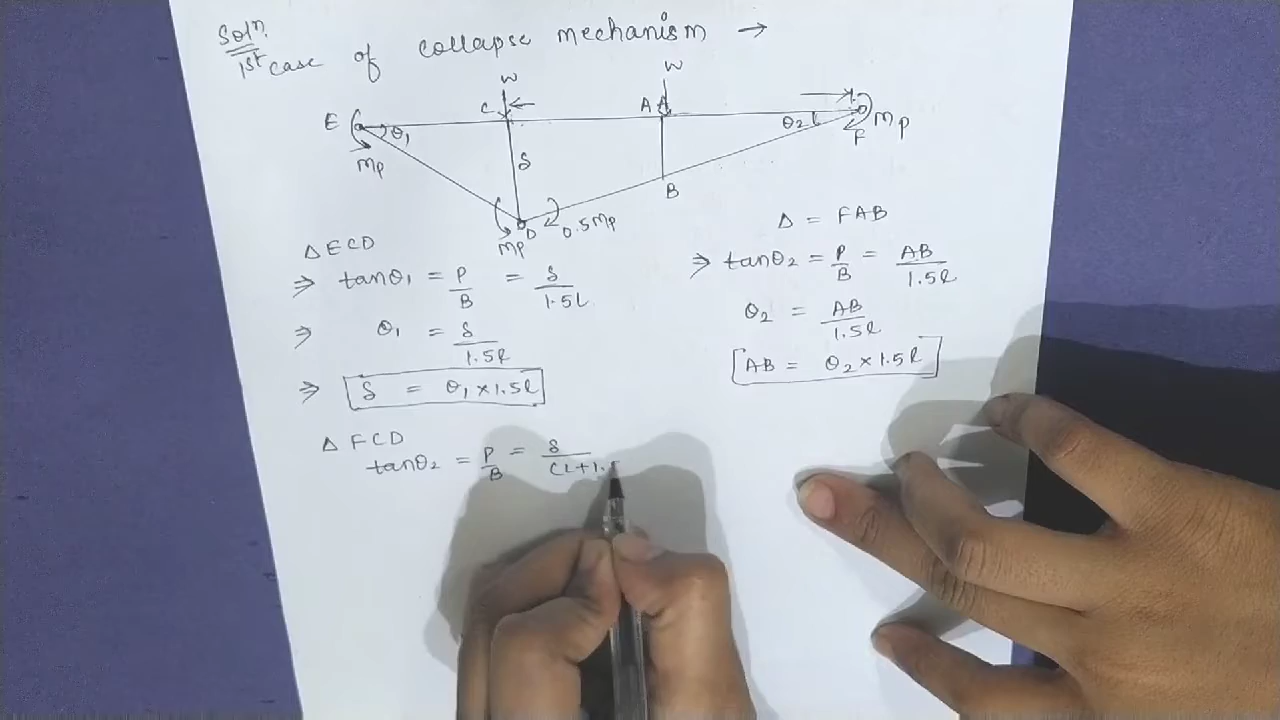 Solⁿ.
1st case of collapse mechanism →
W W
E θ₁ C A θ₂ F Mp
Mp
δ
B
D
Mp 0.5Mp
Δ ECD
⇒ tanθ₁ = P/B = δ/1.5l
⇒ θ₁ = δ/1.5l
⇒ δ = θ₁ × 1.5l
Δ FCD
tanθ₂ = P/B = δ/(l+1.5
Δ = FAB
⇒ tanθ₂ = P/B = AB/1.5l
θ₂ = AB/1.5l
AB = θ₂ × 1.5l